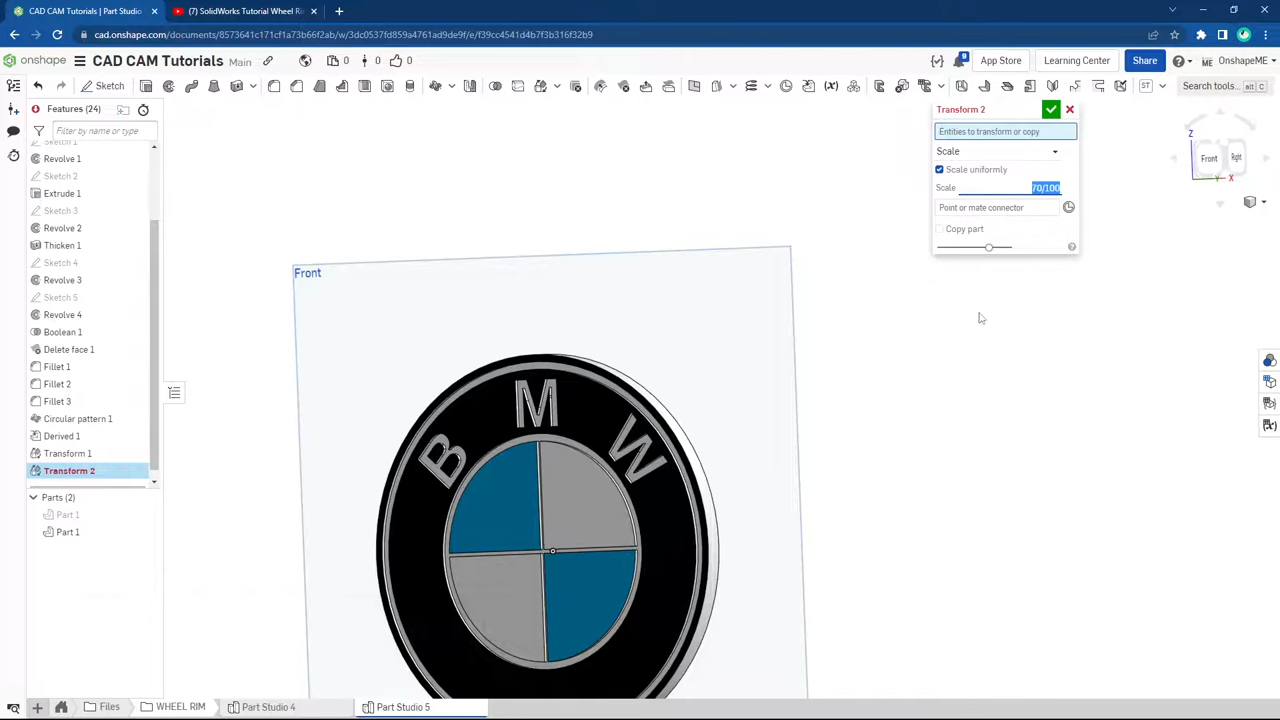 CAD CAM Tutorials | Part Studio
(7) SolidWorks Tutorial Wheel Ri
cad.onshape.com/documents/8573641c171cf1a73b66f2ab/w/3dc0537fd859a4761ad9de9f/e/f39cc4541d4b7f3b316f32b9
onshape
CAD CAM Tutorials Main
0
0
0
App Store
Learning Center
Share
OnshapeME
Sketch
Search tools...
alt C
Features (24)
Filter by name or type
Sketch 1
Revolve 1
Sketch 2
Extrude 1
Sketch 3
Revolve 2
Thicken 1
Sketch 4
Revolve 3
Sketch 5
Revolve 4
Boolean 1
Delete face 1
Fillet 1
Fillet 2
Fillet 3
Circular pattern 1
Derived 1
Transform 1
Transform 2
Parts (2)
Part 1
Part 1
Transform 2
Entities to transform or copy
Scale
Scale uniformly
Scale 70/100
Point or mate connector
Copy part
Z
Front
Right
X
Y
Front
BMW
Files
WHEEL RIM
Part Studio 4
Part Studio 5